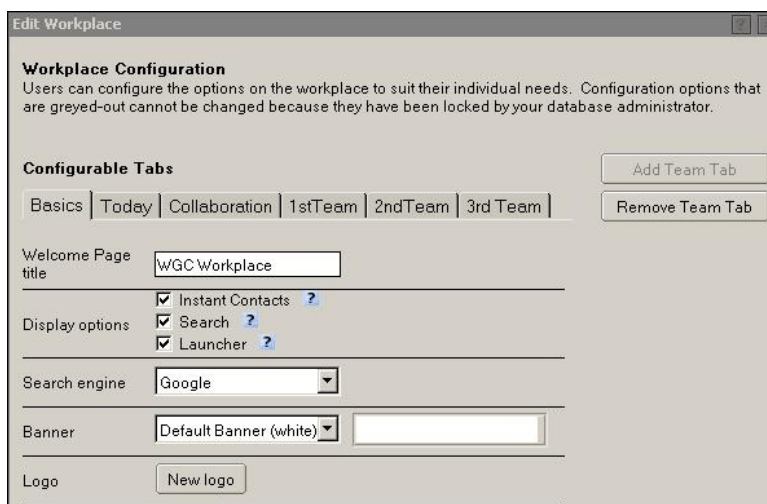 Edit Workplace
?
Workplace Configuration
Users can configure the options on the workplace to suit their individual needs. Configuration options that
are greyed-out cannot be changed because they have been locked by your database administrator.
Configurable Tabs
Add Team Tab
Basics Today Collaboration 1stTeam 2ndTeam 3rd Team
Remove Team Tab
Welcome Page
title
WGC Workplace
Display options
Instant Contacts ?
Search ?
Launcher ?
Search engine Google
Banner Default Banner (white)
Logo New logo